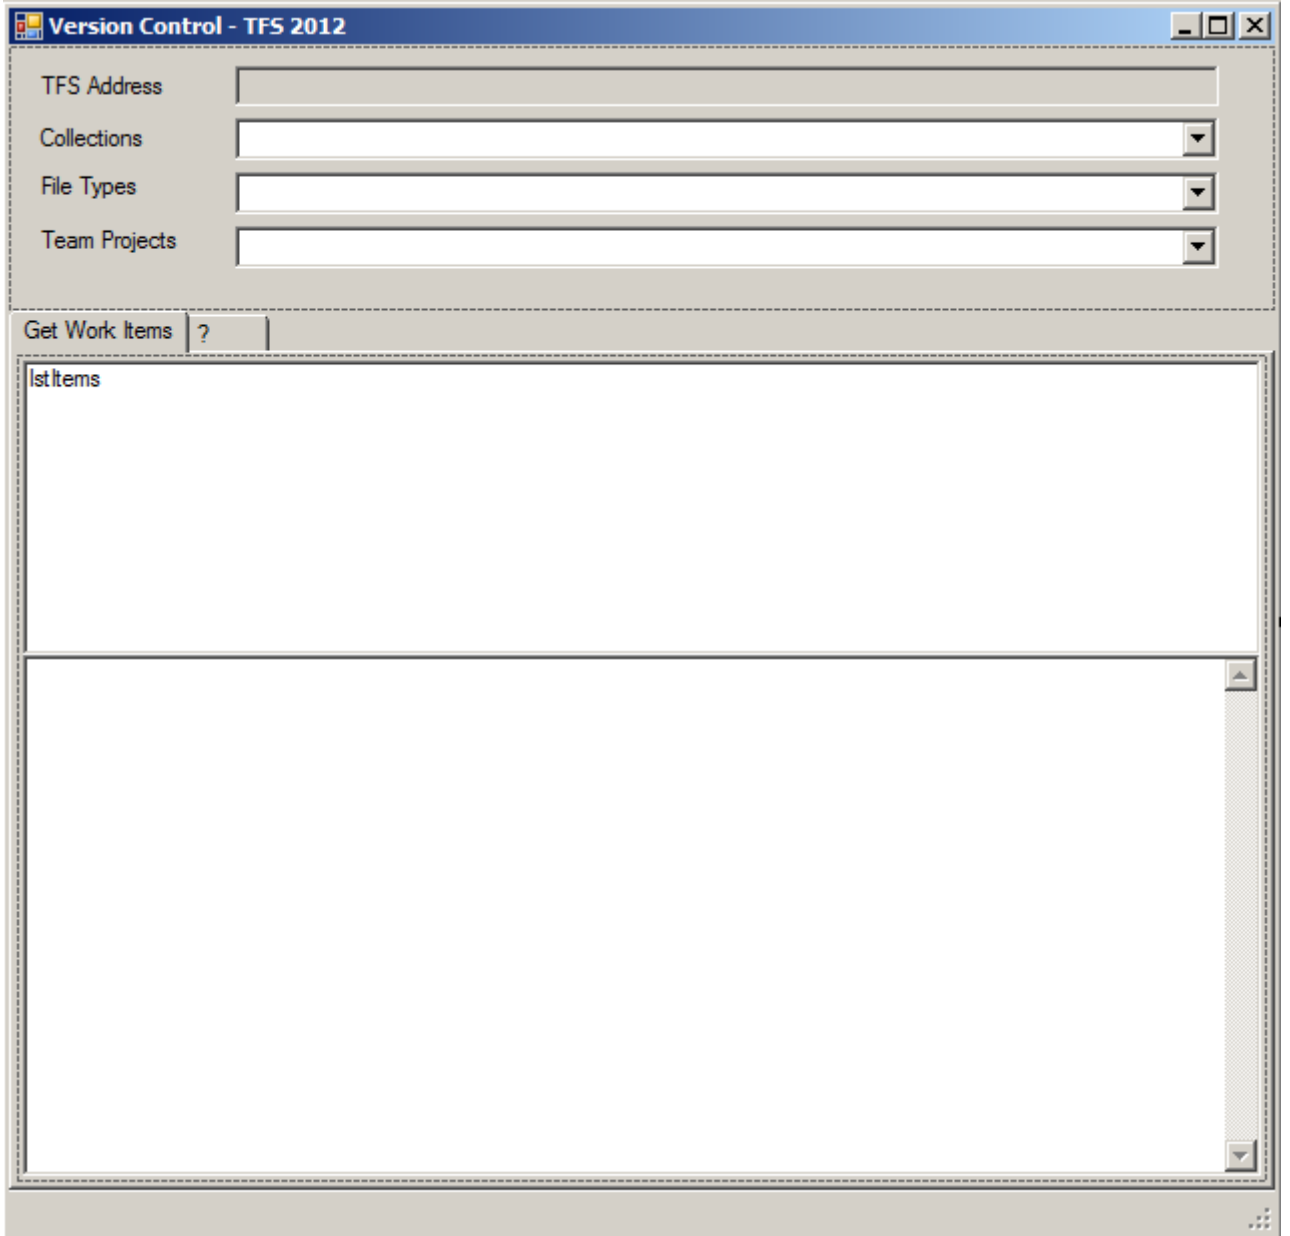 Version Control - TFS 2012
TFS Address
Collections
File Types
Team Projects
Get Work Items ?
lstItems